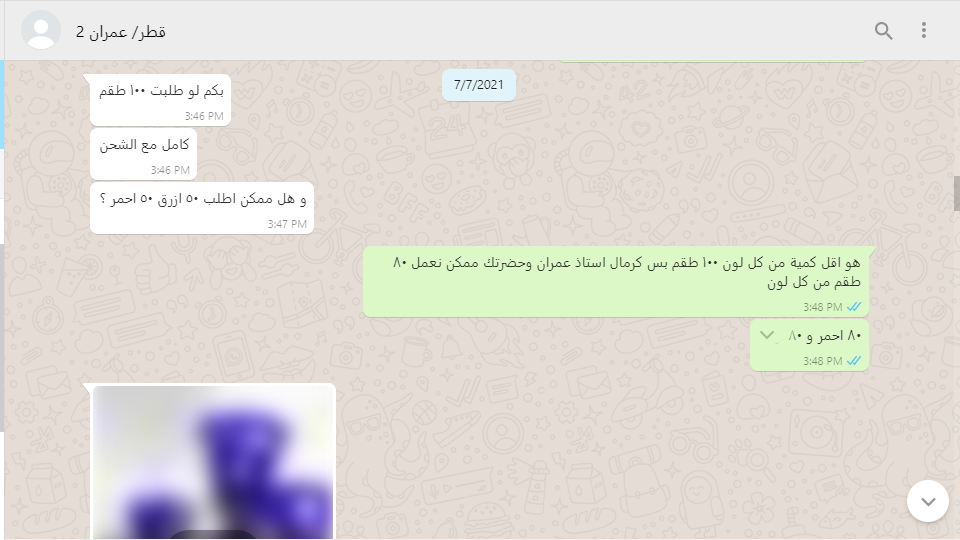 قطر/ عمران 2
7/7/2021
بكم لو طلبت ١٠٠ طقم
3:46 PM
كامل مع الشحن
3:46 PM
و هل ممكن اطلب ٥٠ ازرق ٥٠ احمر ؟
3:47 PM
هو اقل كمية من كل لون ١٠٠ طقم بس كرمال استاذ عمران وحضرتك ممكن نعمل ٨٠
طقم من كل لون
3:48 PM
٨٠ احمر و ٨٠
3:48 PM